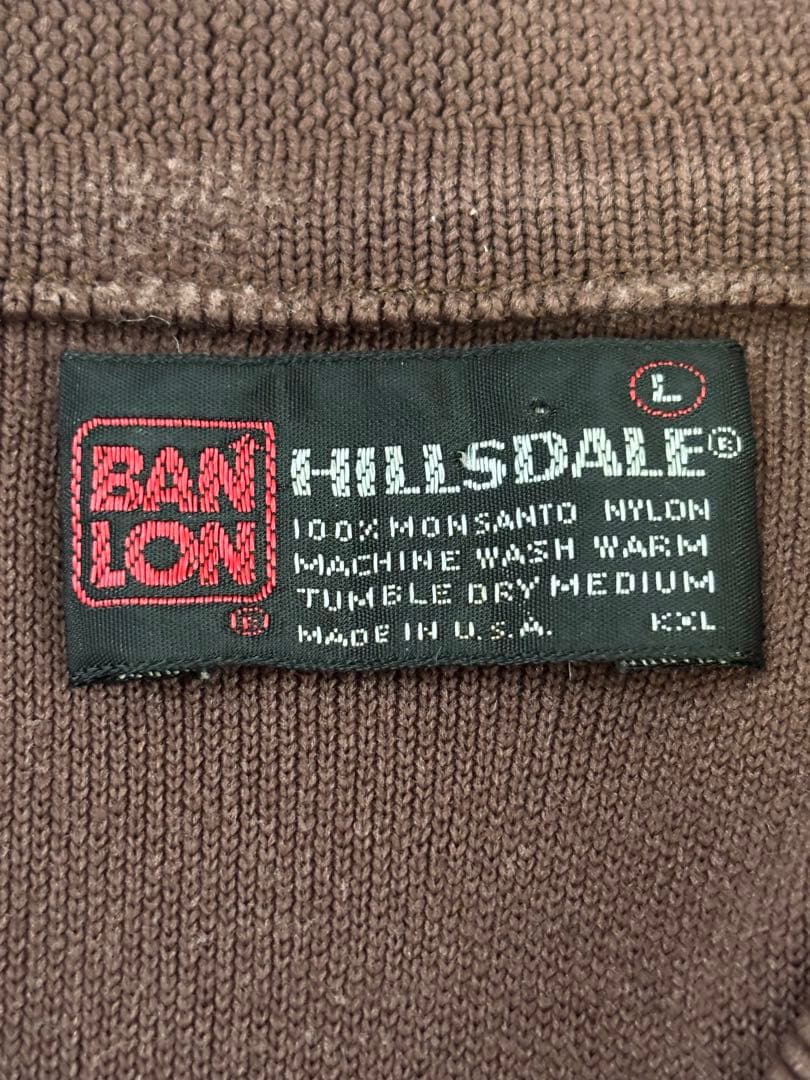 L
BAN
LON
®
HILLSDALE®
100% MONSANTO NYLON
MACHINE WASH WARM
TUMBLE DRY MEDIUM
MADE IN U.S.A. KXL